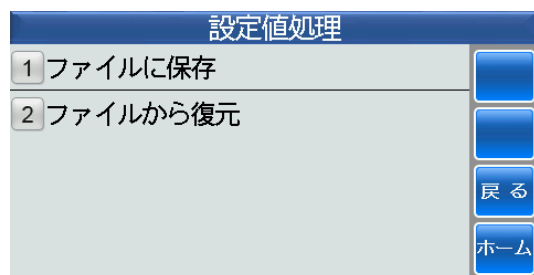 設定値処理
1 ファイルに保存
2 ファイルから復元
戻る
ホーム